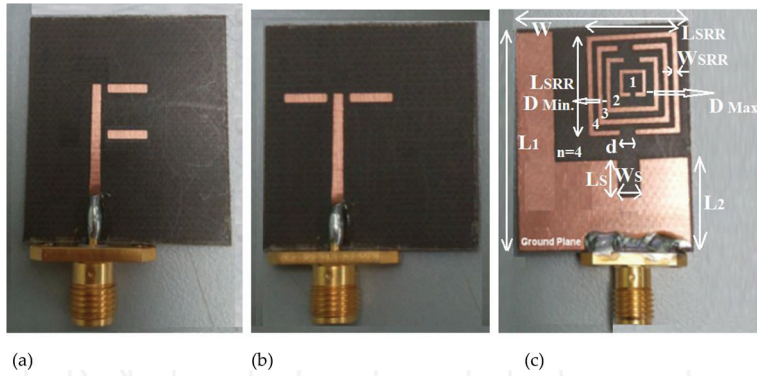 W
LSRR
WSRR
LSRR
1
D Min.
2
D Max
3
4
L1
d
n=4
LS
WS
L2
Ground Plane
(a)
(b)
(c)